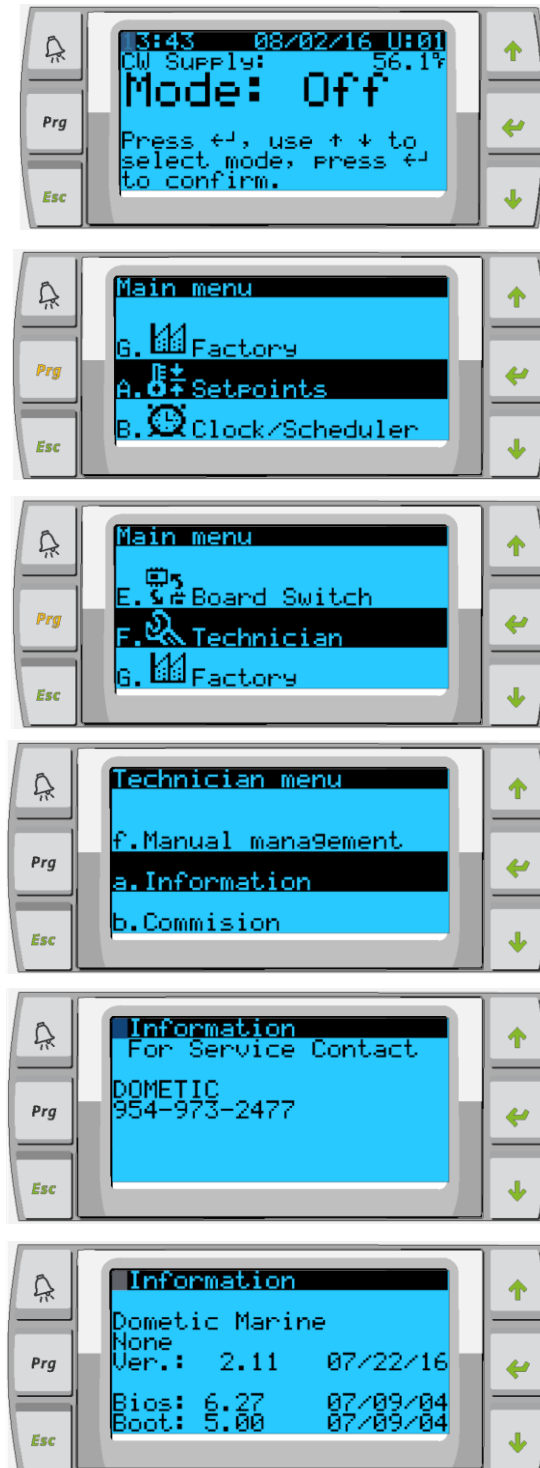 13:43 08/02/16 U:01
CW Supply: 56.1°F
Mode: Off
Press ↵, use ↑ ↓ to
select mode, press ↵
to confirm.
Prg
Esc
Main menu
G. Factory
A. Setpoints
B. Clock/Scheduler
Prg
Esc
Main menu
E. Board Switch
F. Technician
G. Factory
Prg
Esc
Technician menu
f.Manual management
a.Information
b.Commision
Prg
Esc
Information
For Service Contact
DOMETIC
954-973-2477
Prg
Esc
Information
Dometic Marine
None
Ver.: 2.11 07/22/16
Bios: 6.27 07/09/04
Boot: 5.00 07/09/04
Prg
Esc